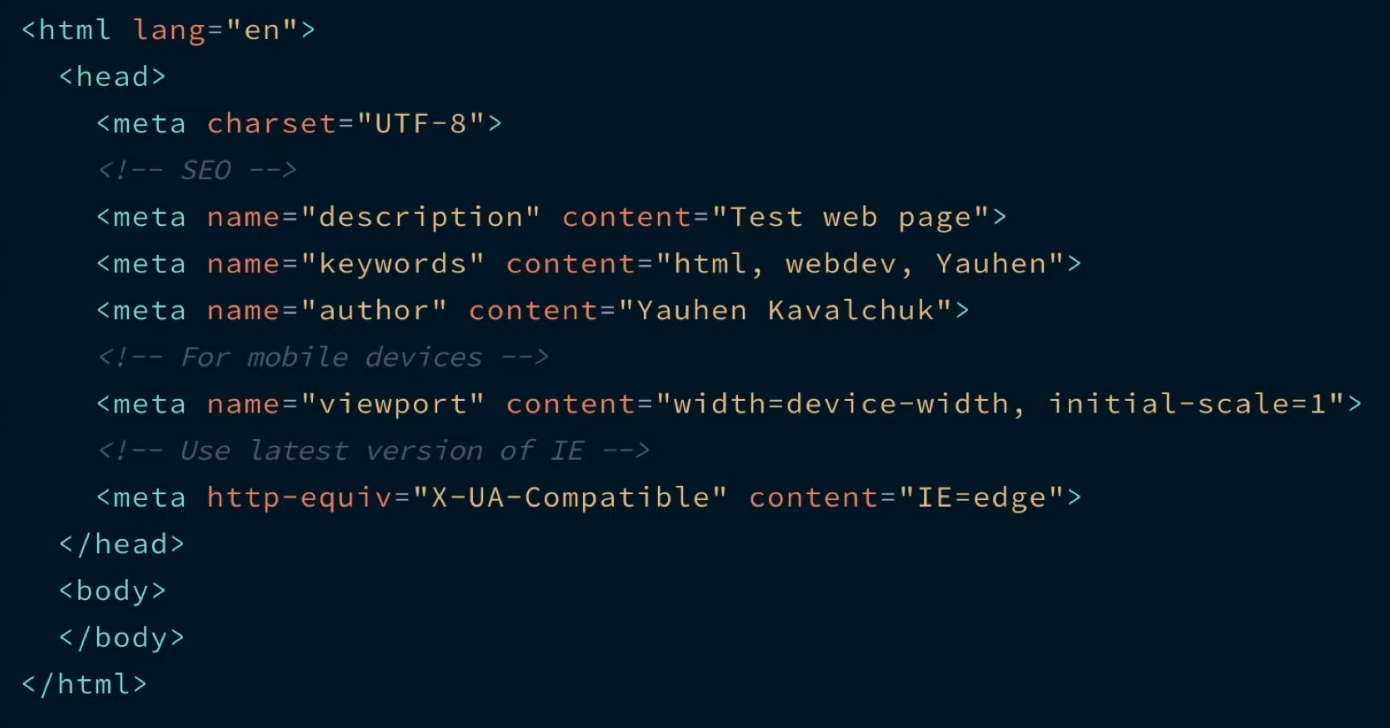 <html lang="en">
<head>
<meta charset="UTF-8">
<!-- SEO -->
<meta name="description" content="Test web page">
<meta name="keywords" content="html, webdev, Yauhen">
<meta name="author" content="Yauhen Kavalchuk">
<!-- For mobile devices -->
<meta name="viewport" content="width=device-width, initial-scale=1">
<!-- Use latest version of IE -->
<meta http-equiv="X-UA-Compatible" content="IE=edge">
</head>
<body>
</body>
</html>